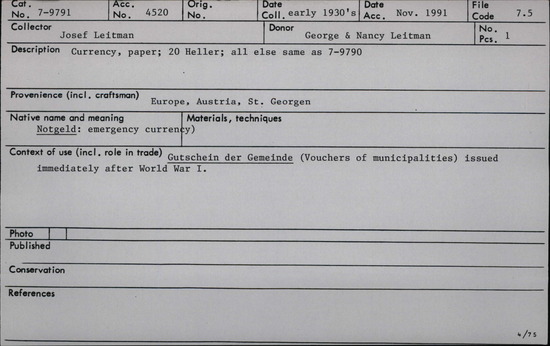 Cat. No. 7-9791 Acc. No. 4520 Orig. No. Date Coll. early 1930's Date Acc. Nov. 1991 File Code 7.5
Collector Josef Leitman Donor George & Nancy Leitman No. Pcs. 1
Description Currency, paper; 20 Heller; all else same as 7-9790
Provenience (incl. craftsman) Europe, Austria, St. Georgen
Native name and meaning Materials, techniques
Notgeld: emergency currency)
Context of use (incl. role in trade) Gutschein der Gemeinde (Vouchers of municipalities) issued
immediately after World War I.
Photo
Published
Conservation
References
4/75